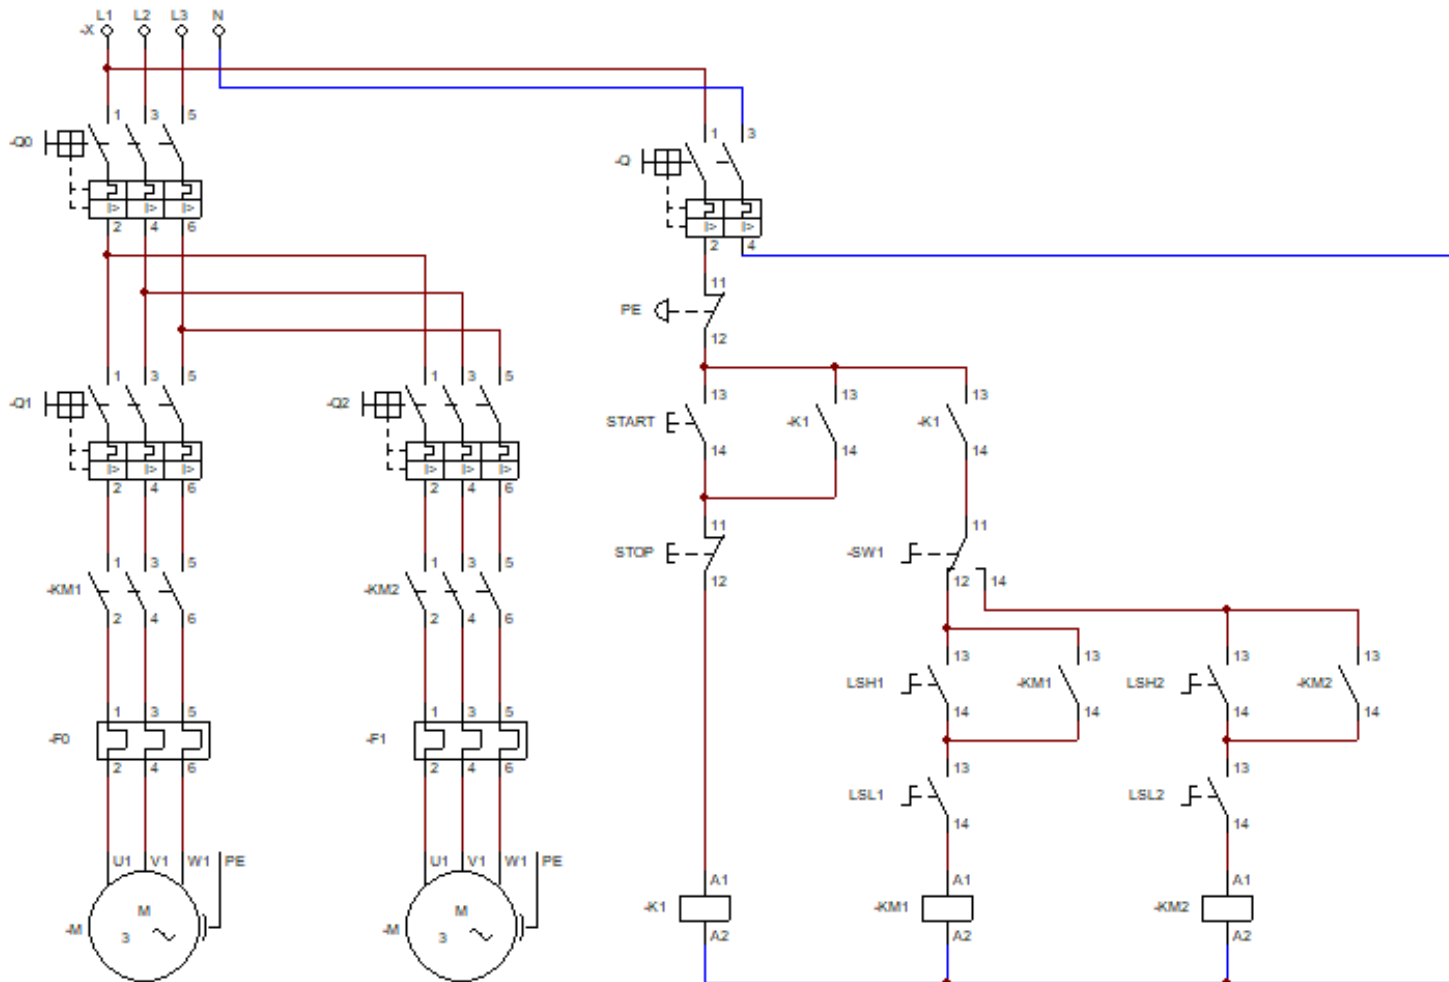 L1 L2 L3 N
-X
1 3 5
-Q0
I> I> I>
2 4 6
1 3
-Q
I> I>
2 4
11
PE
12
1 3 5
-Q1
I> I> I>
2 4 6
1 3 5
-Q2
I> I> I>
2 4 6
13
START
14
13
-K1
14
13
-K1
14
11
STOP
12
11
-SW1
12 14
1 3 5
-KM1
2 4 6
1 3 5
-KM2
2 4 6
13
LSH1
14
13
-KM1
14
13
LSH2
14
13
-KM2
14
1 3 5
-F0
2 4 6
1 3 5
-F1
2 4 6
13
LSL1
14
13
LSL2
14
U1 V1 W1 PE
M
-M
3
U1 V1 W1 PE
M
-M
3
A1
-K1
A2
A1
-KM1
A2
A1
-KM2
A2